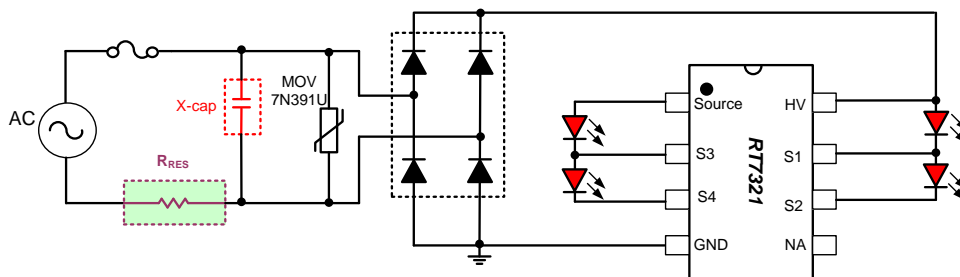 AC
X-cap
MOV
7N391U
RRES
Source
S3
S4
GND
RT7321
HV
S1
S2
NA